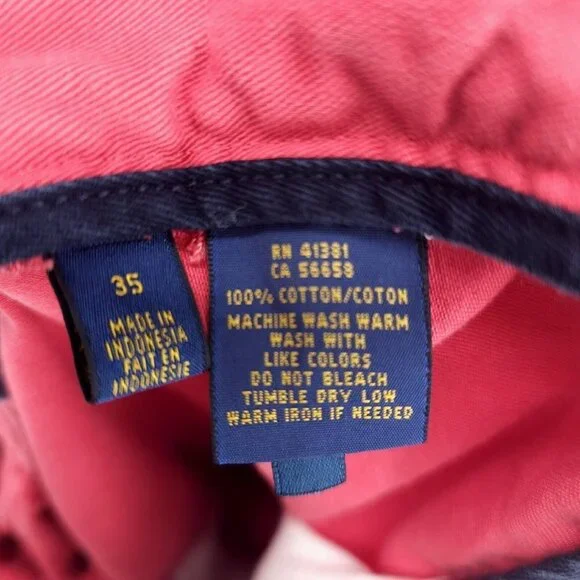 35
MADE IN
INDONESIA
FAIT EN
INDONESIE
RN 41381
CA 56658
100% COTTON/COTON
MACHINE WASH WARM
WASH WITH
LIKE COLORS
DO NOT BLEACH
TUMBLE DRY LOW
WARM IRON IF NEEDED